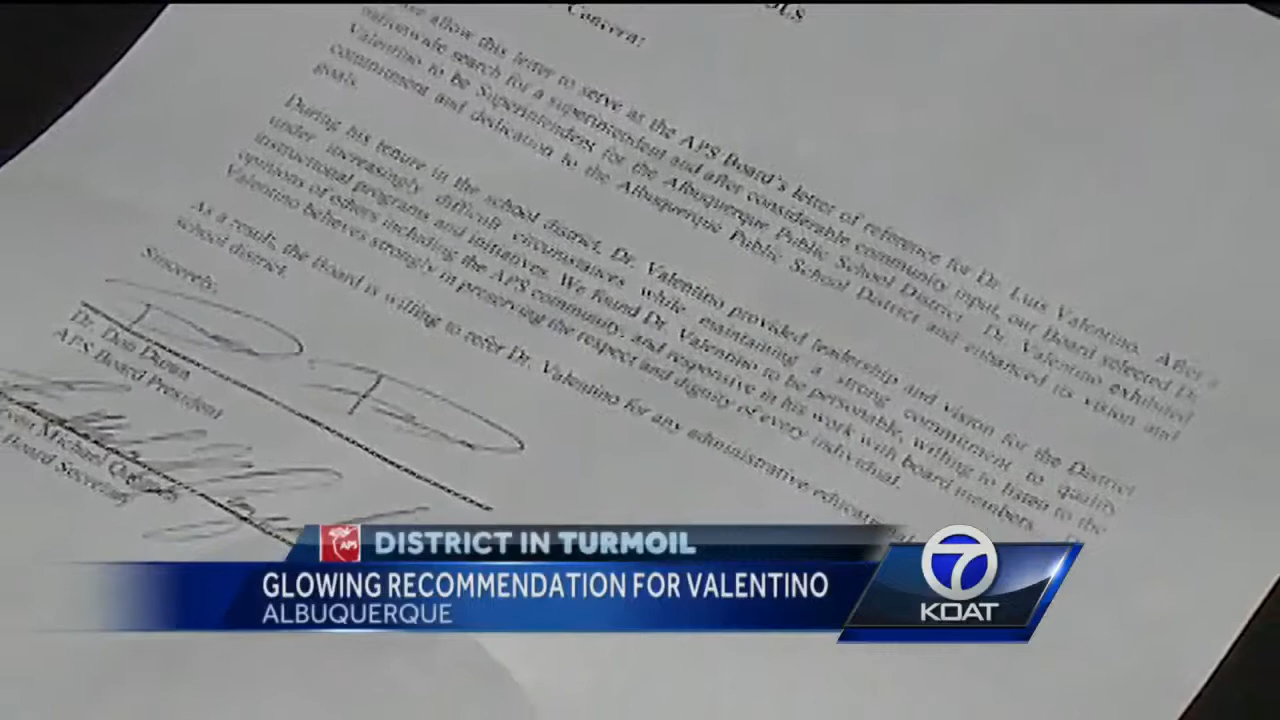 Concern:
allow this letter to serve as the APS Board's letter of reference for Dr. Luis Valentino. After a
nationwide search for a superintendent and after considerable community input, our Board selected Dr.
Valentino to be Superintendent for the Albuquerque Public School District. Dr. Valentino exhibited
commitment and dedication to the Albuquerque Public School District and enhanced its vision and
goals.
During his tenure in the school district, Dr. Valentino provided leadership and vision for the District
under increasingly difficult circumstances while maintaining a strong commitment to quality
instructional programs and initiatives. We found Dr. Valentino to be personable, willing to listen to the
opinions of others including the APS community, and responsive in his work with board members.
Valentino believes strongly in preserving the respect and dignity of every individual.
As a result, the Board is willing to refer Dr. Valentino for any administrative
school district.
Sincerely,
Dr. Don Duran
APS Board President
Michael
Board Secretary
APS
DISTRICT IN TURMOIL
GLOWING RECOMMENDATION FOR VALENTINO
ALBUQUERQUE
7
KOAT